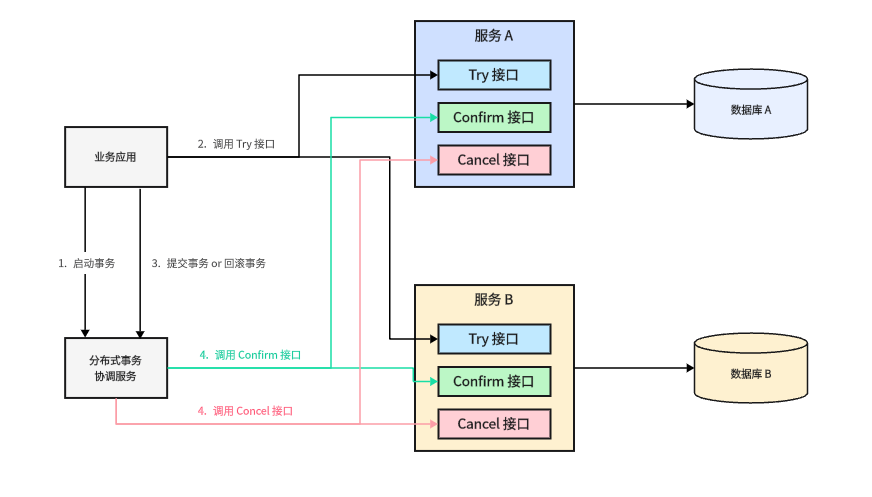 服务 A
Try 接口
Confirm 接口
Cancel 接口
数据库 A
业务应用
2. 调用 Try 接口
1. 启动事务
3. 提交事务 or 回滚事务
服务 B
Try 接口
Confirm 接口
Cancel 接口
数据库 B
分布式事务
协调服务
4. 调用 Confirm 接口
4. 调用 Concel 接口